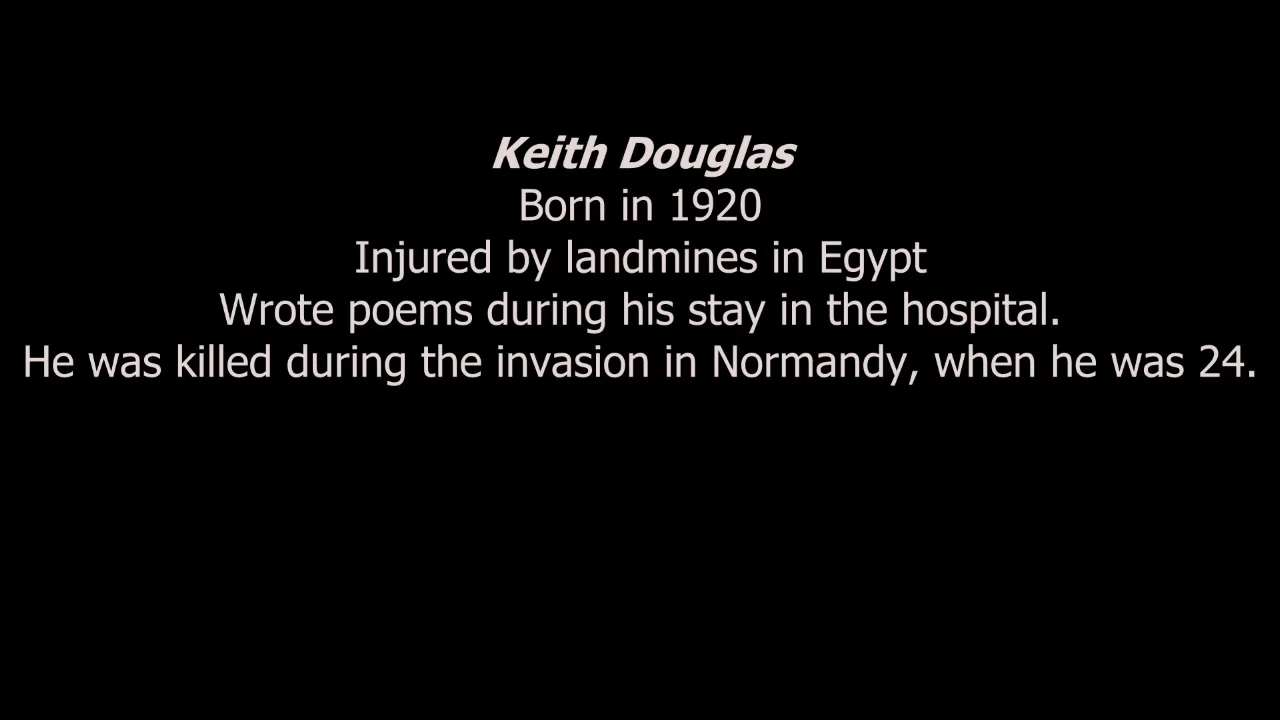 Keith Douglas
Born in 1920
Injured by landmines in Egypt
Wrote poems during his stay in the hospital.
He was killed during the invasion in Normandy, when he was 24.